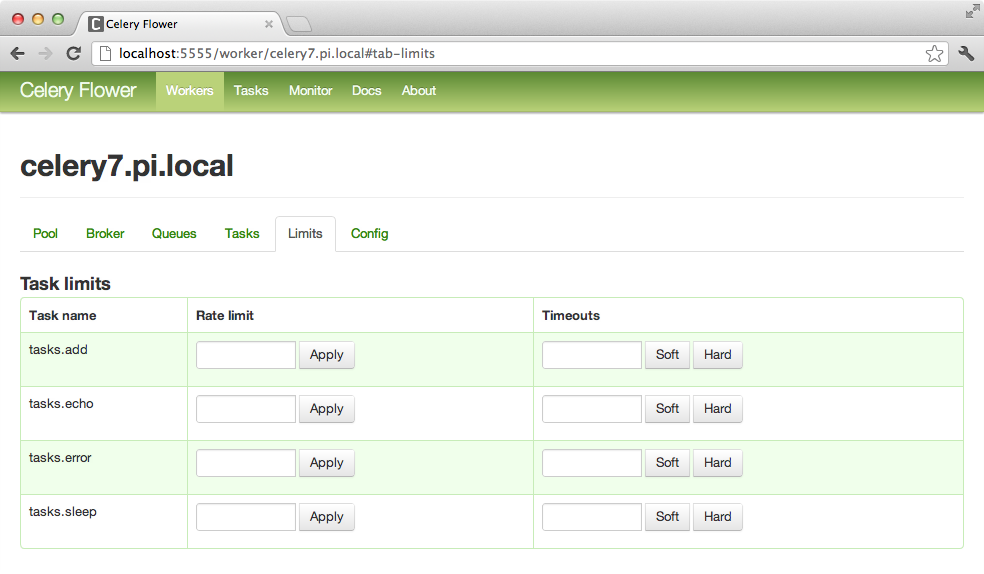 C Celery Flower
localhost:5555/worker/celery7.pi.local#tab-limits
Celery Flower Workers Tasks Monitor Docs About
celery7.pi.local
Pool Broker Queues Tasks Limits Config
Task limits
Task name Rate limit Timeouts
tasks.add Apply Soft Hard
tasks.echo Apply Soft Hard
tasks.error Apply Soft Hard
tasks.sleep Apply Soft Hard